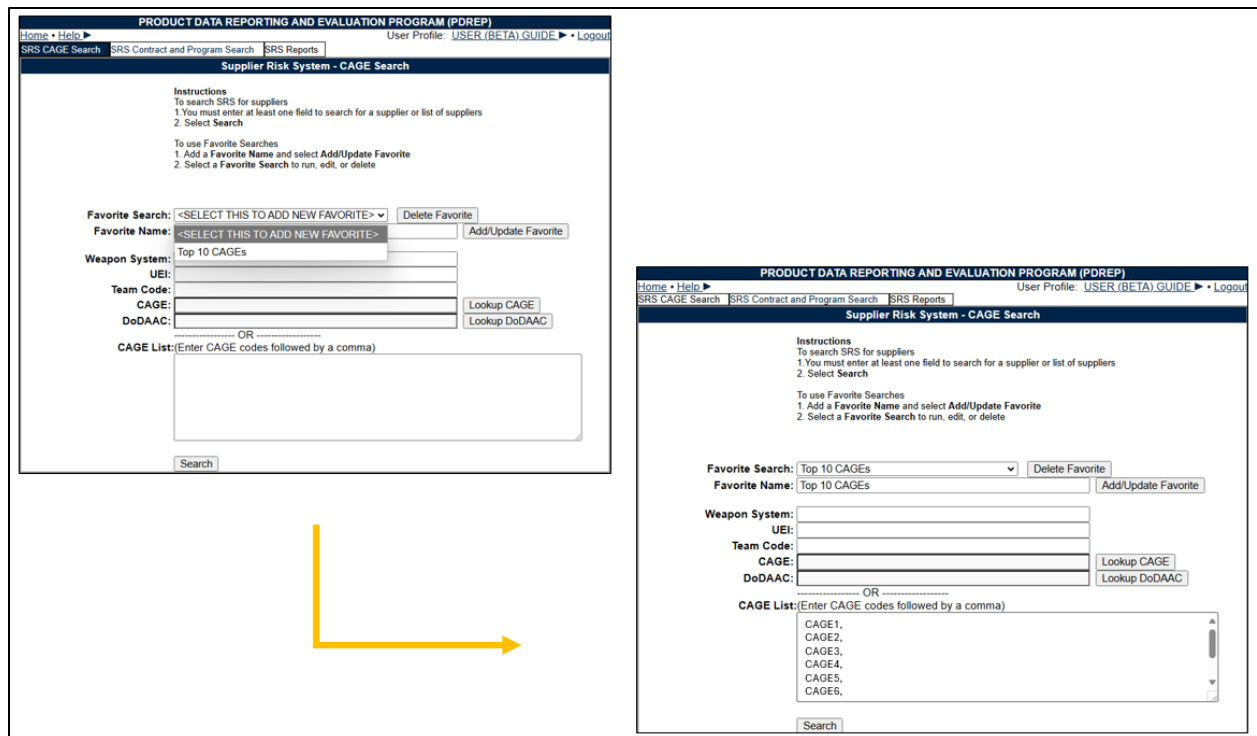 PRODUCT DATA REPORTING AND EVALUATION PROGRAM (PDREP)
Home • Help ▶ User Profile: USER (BETA) GUIDE ▶ • Logout
SRS CAGE Search SRS Contract and Program Search SRS Reports
Supplier Risk System - CAGE Search
Instructions
To search SRS for suppliers
1.You must enter at least one field to search for a supplier or list of suppliers
2. Select Search
To use Favorite Searches
1. Add a Favorite Name and select Add/Update Favorite
2. Select a Favorite Search to run, edit, or delete
Favorite Search: <SELECT THIS TO ADD NEW FAVORITE> Delete Favorite
Favorite Name: <SELECT THIS TO ADD NEW FAVORITE> Add/Update Favorite
Top 10 CAGEs
Weapon System:
UEI:
Team Code:
CAGE: Lookup CAGE
DoDAAC: Lookup DoDAAC
----------------- OR ------------------
CAGE List:(Enter CAGE codes followed by a comma)
Search
PRODUCT DATA REPORTING AND EVALUATION PROGRAM (PDREP)
Home • Help ▶ User Profile: USER (BETA) GUIDE ▶ • Logout
SRS CAGE Search SRS Contract and Program Search SRS Reports
Supplier Risk System - CAGE Search
Instructions
To search SRS for suppliers
1.You must enter at least one field to search for a supplier or list of suppliers
2. Select Search
To use Favorite Searches
1. Add a Favorite Name and select Add/Update Favorite
2. Select a Favorite Search to run, edit, or delete
Favorite Search: Top 10 CAGEs Delete Favorite
Favorite Name: Top 10 CAGEs Add/Update Favorite
Weapon System:
UEI:
Team Code:
CAGE: Lookup CAGE
DoDAAC: Lookup DoDAAC
----------------- OR ------------------
CAGE List:(Enter CAGE codes followed by a comma)
CAGE1,
CAGE2,
CAGE3,
CAGE4,
CAGE5,
CAGE6,
Search